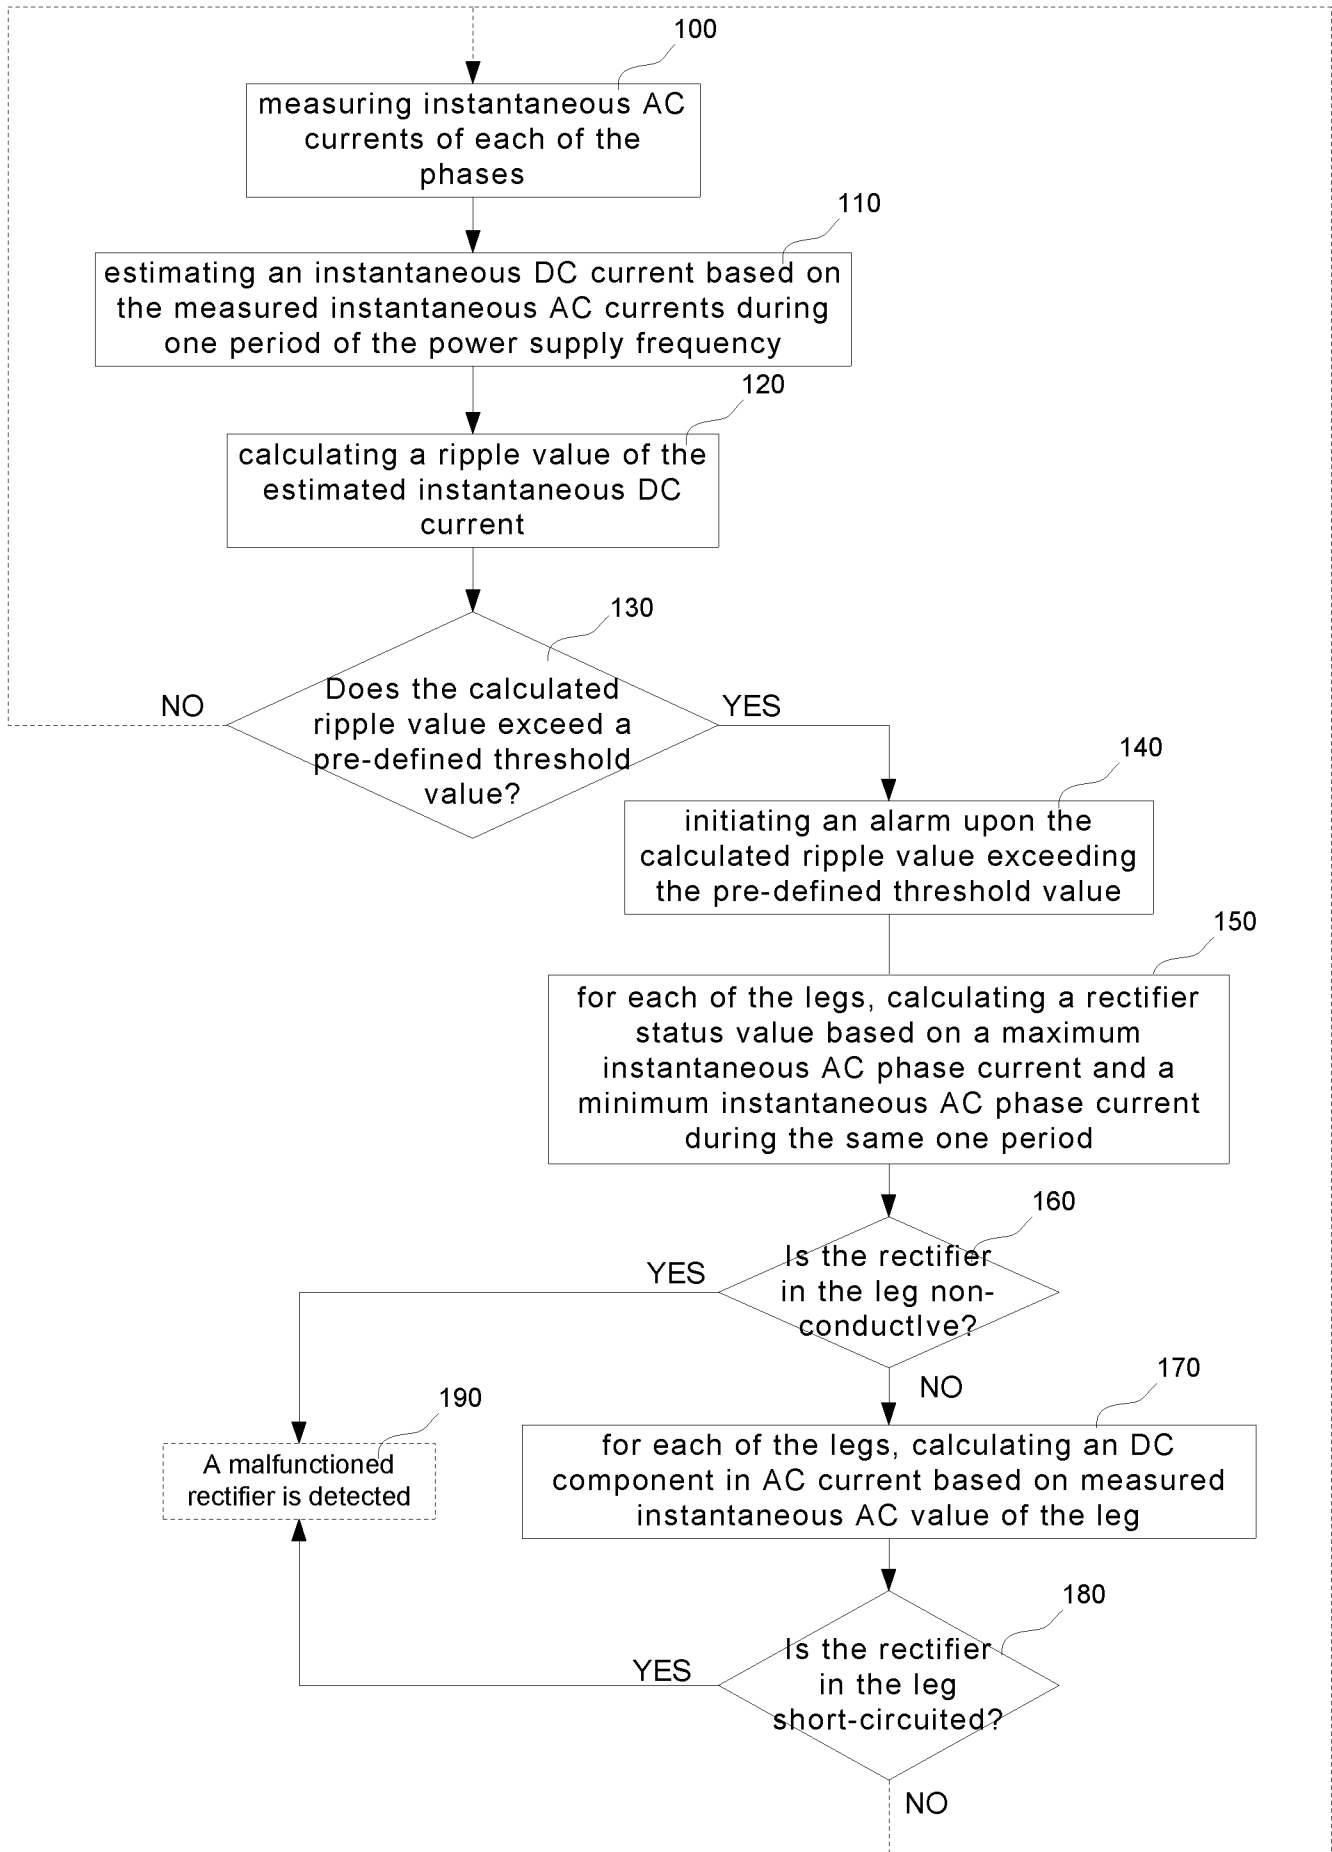 100
measuring instantaneous AC
currents of each of the
phases
110
estimating an instantaneous DC current based on
the measured instantaneous AC currents during
one period of the power supply frequency
120
calculating a ripple value of the
estimated instantaneous DC
current
130
Does the calculated
ripple value exceed a
pre-defined threshold
value?
NO
YES
140
initiating an alarm upon the
calculated ripple value exceeding
the pre-defined threshold value
150
for each of the legs, calculating a rectifier
status value based on a maximum
instantaneous AC phase current and a
minimum instantaneous AC phase current
during the same one period
160
Is the rectifier
in the leg non-
conductIve?
YES
NO
170
for each of the legs, calculating an DC
component in AC current based on measured
instantaneous AC value of the leg
190
A malfunctioned
rectifier is detected
180
Is the rectifier
in the leg
short-circuited?
YES
NO